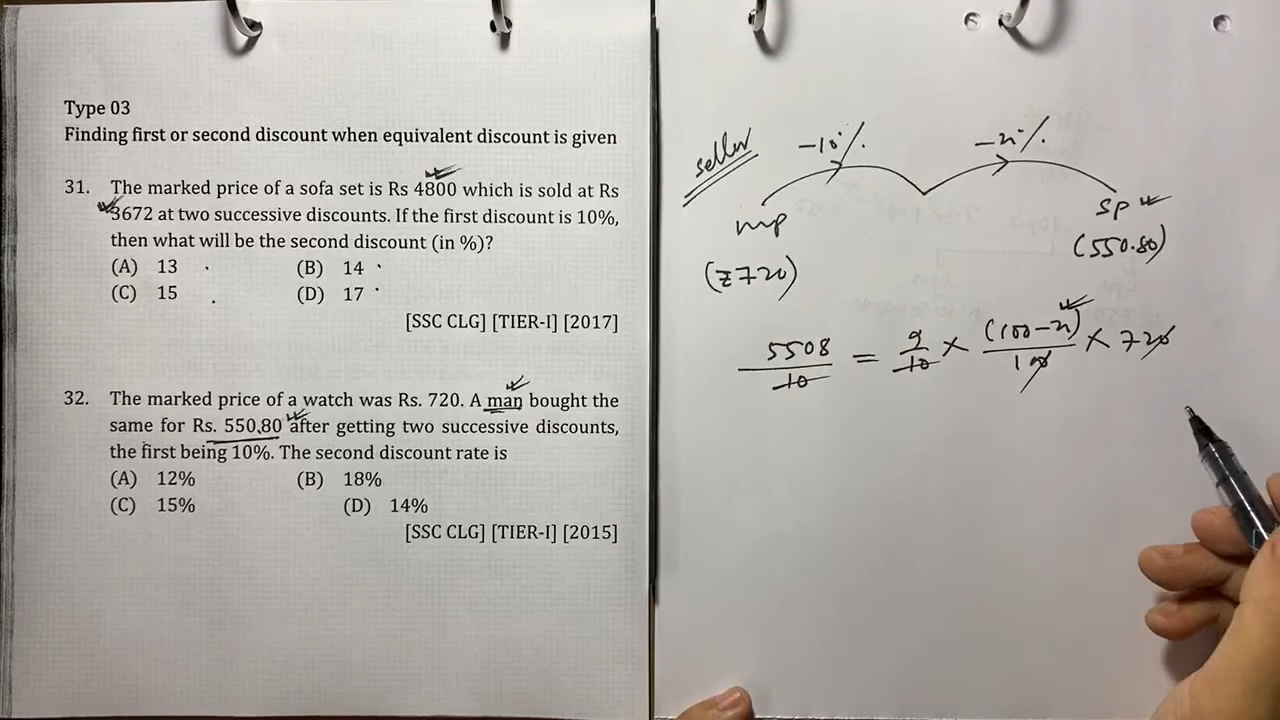 Type 03
Finding first or second discount when equivalent discount is given
31. The marked price of a sofa set is Rs 4800 which is sold at Rs
3672 at two successive discounts. If the first discount is 10%,
then what will be the second discount (in %)?
(A) 13 (B) 14
(C) 15 (D) 17
[SSC CLG] [TIER-I] [2017]
32. The marked price of a watch was Rs. 720. A man bought the
same for Rs. 550.80 after getting two successive discounts,
the first being 10%. The second discount rate is
(A) 12% (B) 18%
(C) 15% (D) 14%
[SSC CLG] [TIER-I] [2015]
seller
-10% -x%
mp SP
(₹720) (550.80)
5508/10 = 9/10 × (100-x)/100 × 720